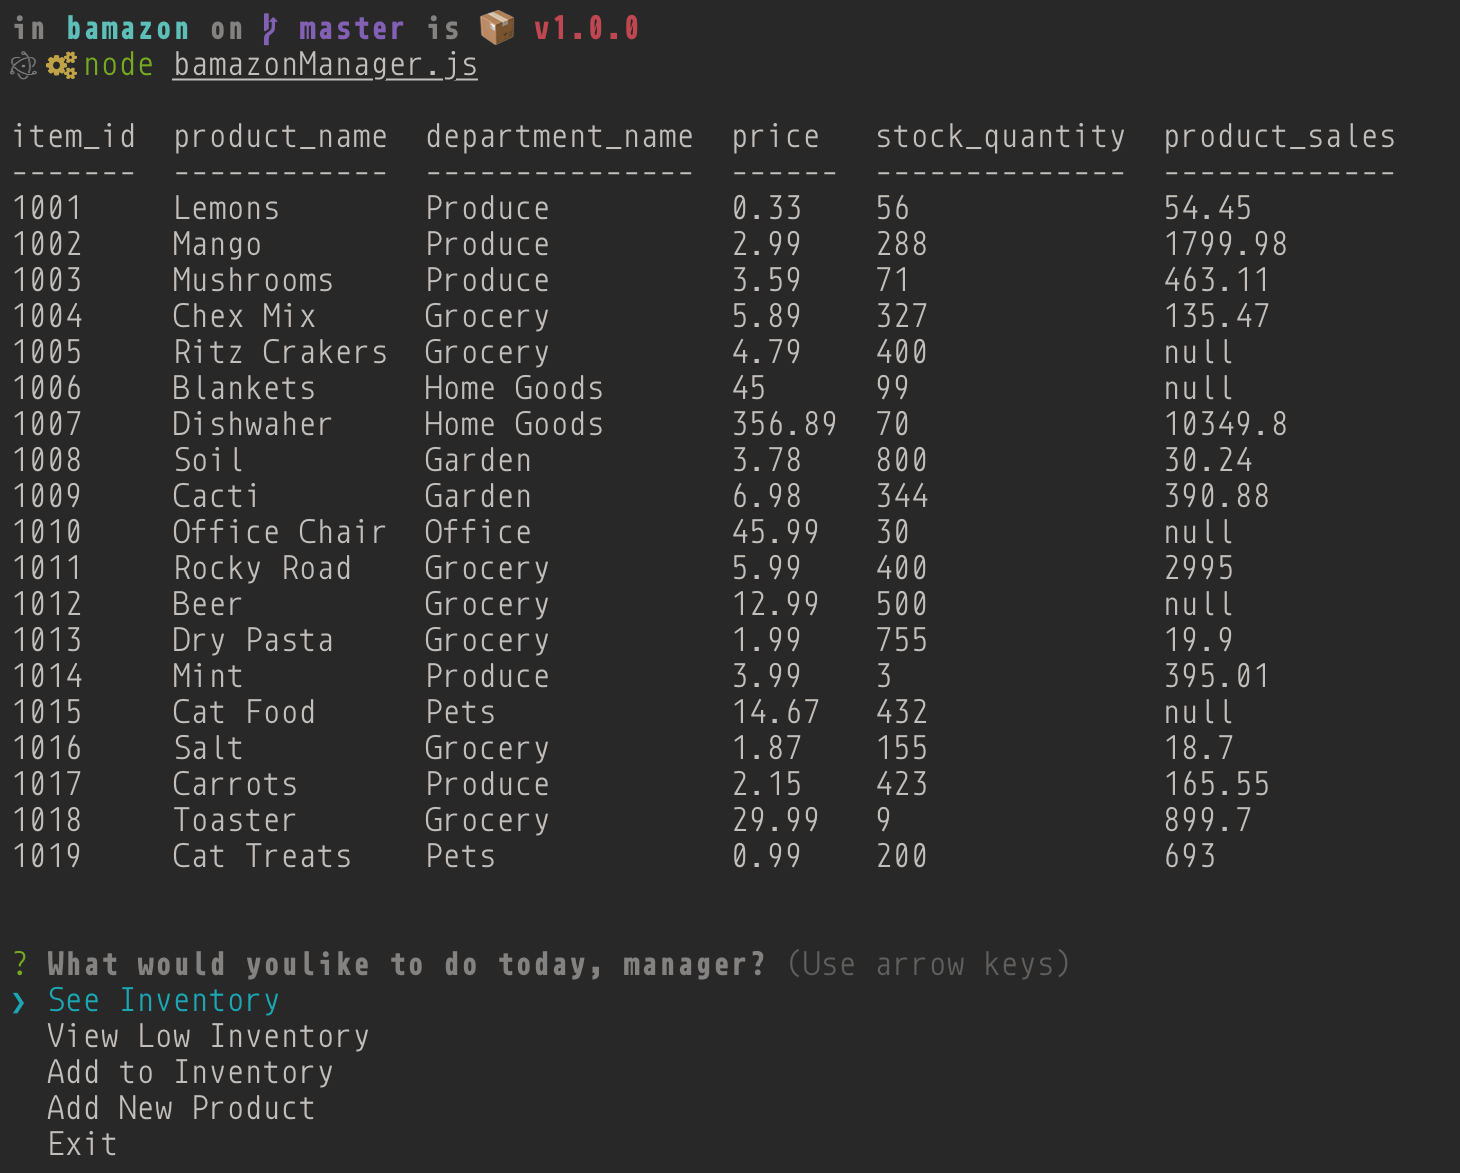 in bamazon on master is v1.0.0
node bamazonManager.js
item_id product_name department_name price stock_quantity product_sales
------- ------------ --------------- ------ -------------- -------------
1001 Lemons Produce 0.33 56 54.45
1002 Mango Produce 2.99 288 1799.98
1003 Mushrooms Produce 3.59 71 463.11
1004 Chex Mix Grocery 5.89 327 135.47
1005 Ritz Crakers Grocery 4.79 400 null
1006 Blankets Home Goods 45 99 null
1007 Dishwaher Home Goods 356.89 70 10349.8
1008 Soil Garden 3.78 800 30.24
1009 Cacti Garden 6.98 344 390.88
1010 Office Chair Office 45.99 30 null
1011 Rocky Road Grocery 5.99 400 2995
1012 Beer Grocery 12.99 500 null
1013 Dry Pasta Grocery 1.99 755 19.9
1014 Mint Produce 3.99 3 395.01
1015 Cat Food Pets 14.67 432 null
1016 Salt Grocery 1.87 155 18.7
1017 Carrots Produce 2.15 423 165.55
1018 Toaster Grocery 29.99 9 899.7
1019 Cat Treats Pets 0.99 200 693
? What would youlike to do today, manager? (Use arrow keys)
❯ See Inventory
View Low Inventory
Add to Inventory
Add New Product
Exit